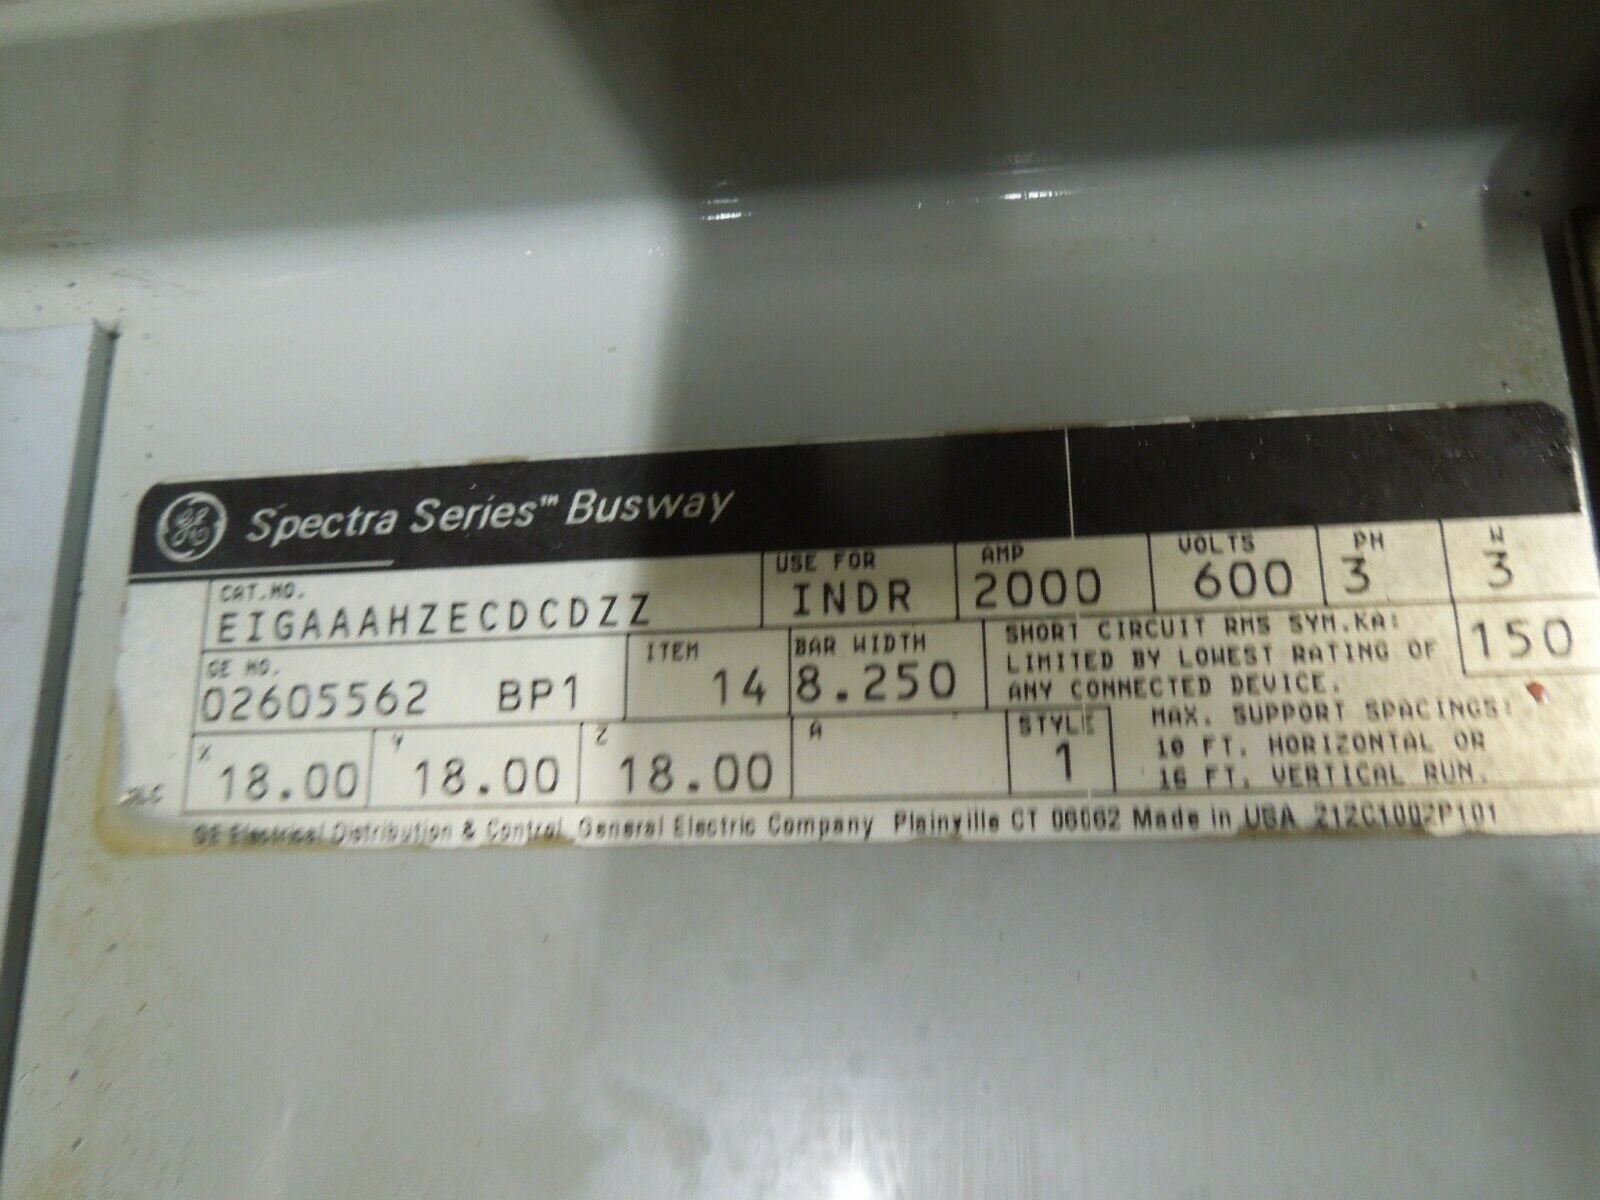 GE Spectra Series™ Busway
CAT.NO.
EIGAAAHZECDCDZZ
USE FOR
INDR
AMP
2000
VOLTS
600
PH
3
W
3
GE NO.
02605562 BP1
ITEM
14
BAR WIDTH
8.250
SHORT CIRCUIT RMS SYM.KA:
LIMITED BY LOWEST RATING OF
ANY CONNECTED DEVICE.
150
X
18.00
Y
18.00
Z
18.00
A
STYLE
1
MAX. SUPPORT SPACINGS:
10 FT. HORIZONTAL OR
16 FT. VERTICAL RUN.
GE Electrical Distribution & Control, General Electric Company Plainville CT 06062 Made in USA 212C1002P101